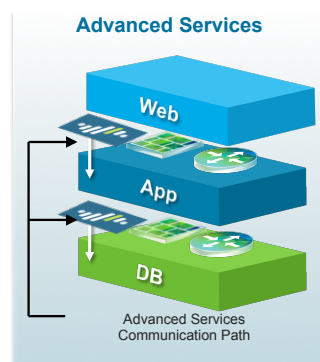 Advanced Services
Web
App
DB
Advanced Services
Communication Path